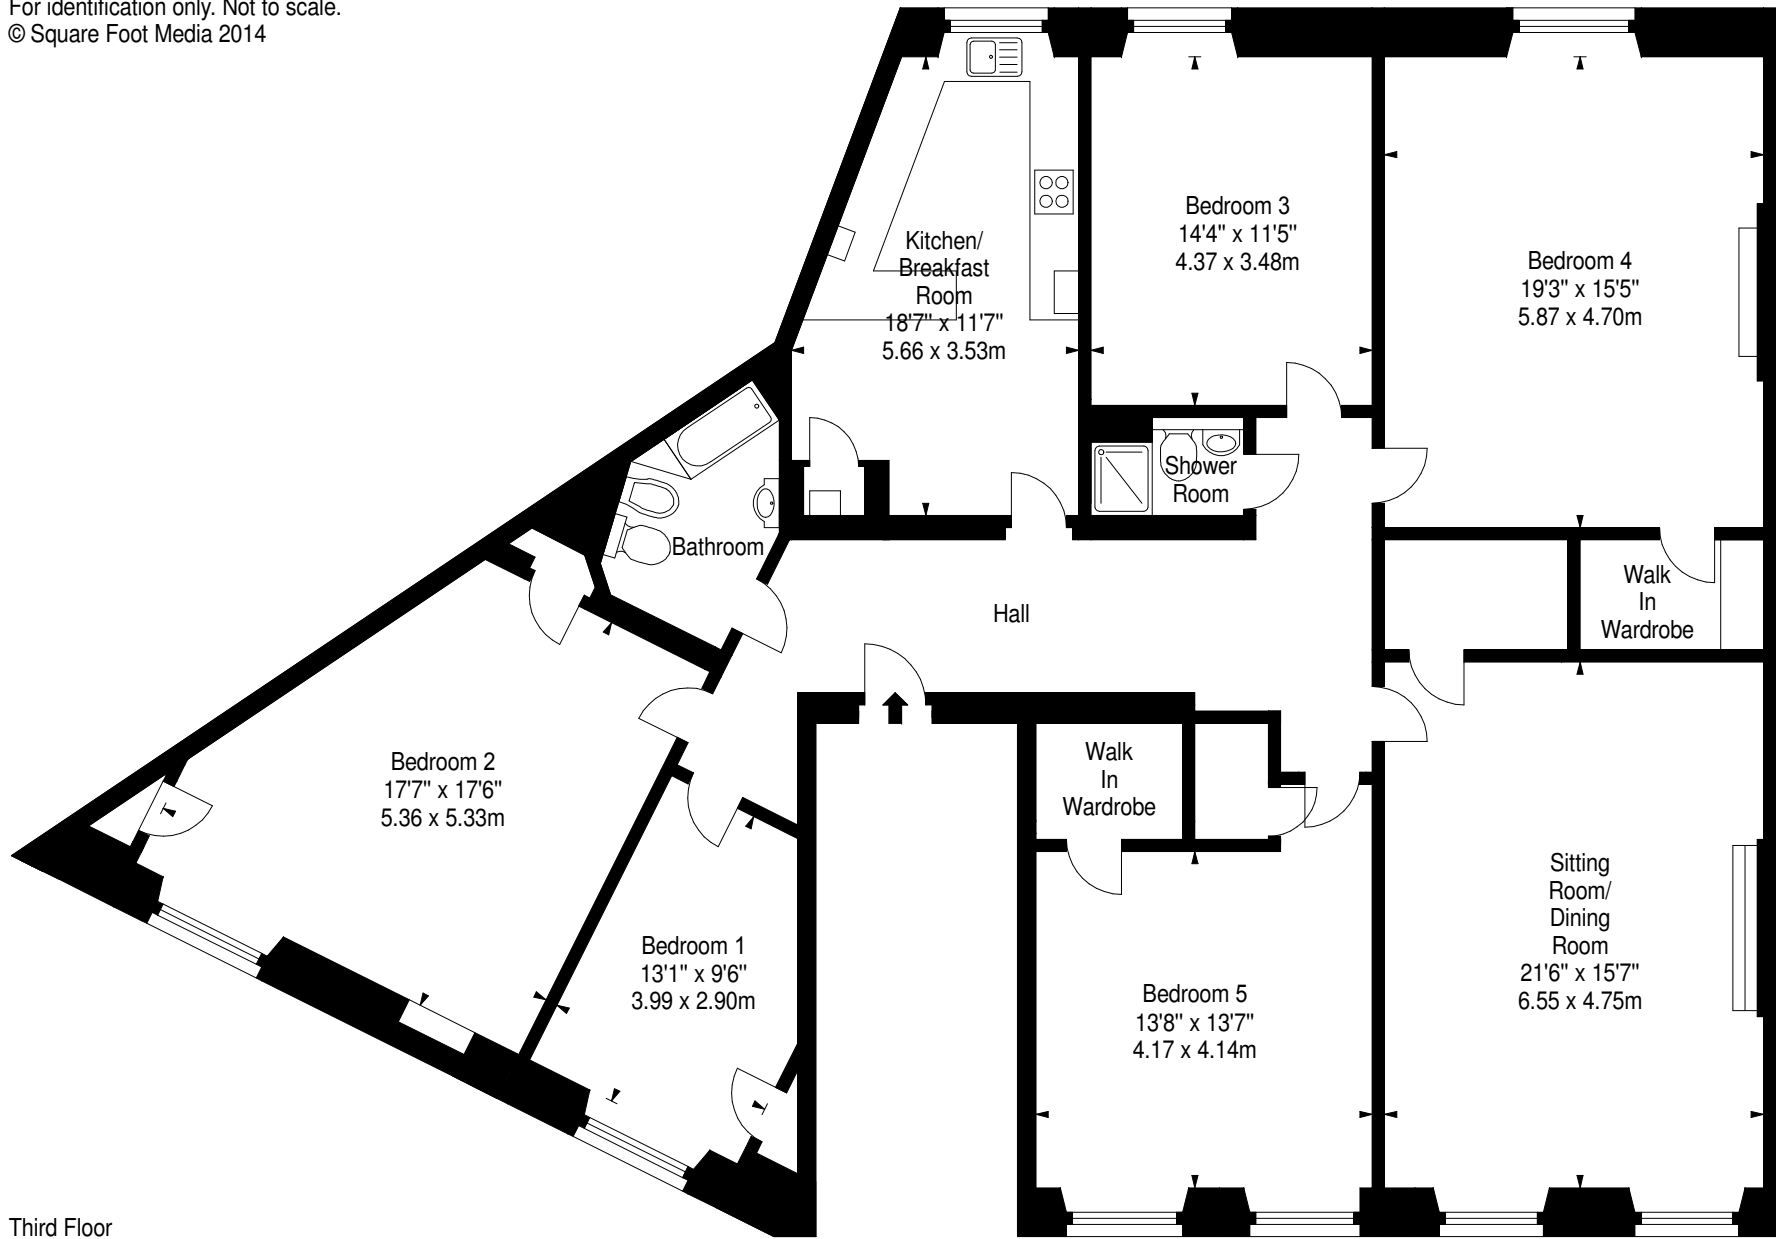 For identification only. Not to scale.
© Square Foot Media 2014
Kitchen/
Breakfast
Room
18'7" x 11'7"
5.66 x 3.53m
Bedroom 3
14'4" x 11'5"
4.37 x 3.48m
Bedroom 4
19'3" x 15'5"
5.87 x 4.70m
Shower
Room
Bathroom
Hall
Walk
In
Wardrobe
Bedroom 2
17'7" x 17'6"
5.36 x 5.33m
Walk
In
Wardrobe
Bedroom 1
13'1" x 9'6"
3.99 x 2.90m
Bedroom 5
13'8" x 13'7"
4.17 x 4.14m
Sitting
Room/
Dining
Room
21'6" x 15'7"
6.55 x 4.75m
Third Floor